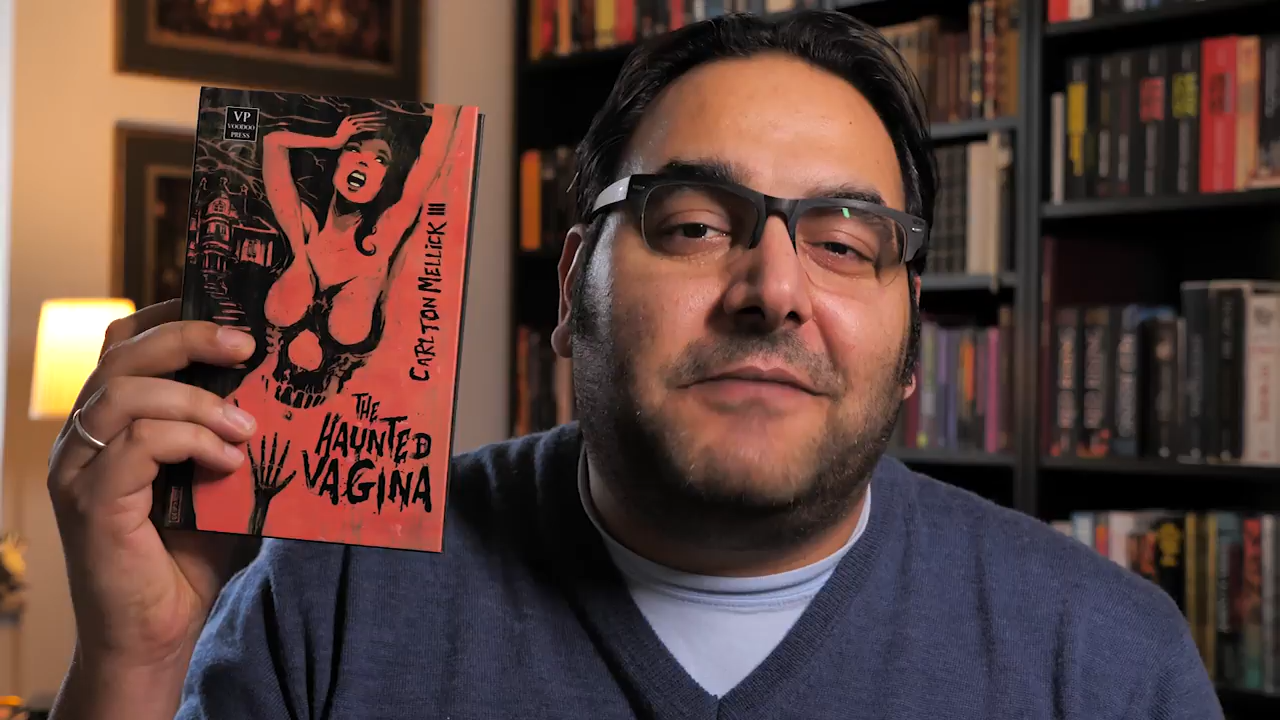 VP
VOODOO
PRESS
CARLTON MELLICK III
THE
HAUNTED
VAGINA